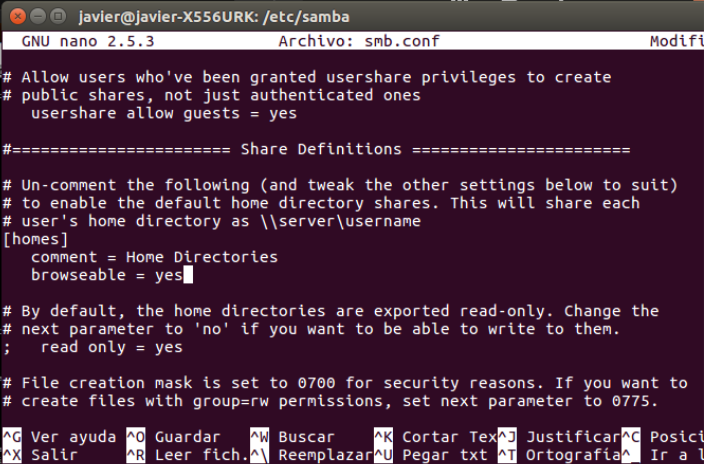 javier@javier-X556URK: /etc/samba
GNU nano 2.5.3 Archivo: smb.conf Modifi
# Allow users who've been granted usershare privileges to create
# public shares, not just authenticated ones
usershare allow guests = yes
#======================= Share Definitions =======================
# Un-comment the following (and tweak the other settings below to suit)
# to enable the default home directory shares. This will share each
# user's home directory as \\server\username
[homes]
comment = Home Directories
browseable = yes
# By default, the home directories are exported read-only. Change the
# next parameter to 'no' if you want to be able to write to them.
;   read only = yes
# File creation mask is set to 0700 for security reasons. If you want to
# create files with group=rw permissions, set next parameter to 0775.
^G Ver ayuda ^O Guardar ^W Buscar ^K Cortar Tex^J Justificar^C Posici
^X Salir ^R Leer fich.^\ Reemplazar^U Pegar txt ^T Ortografía^_ Ir a l